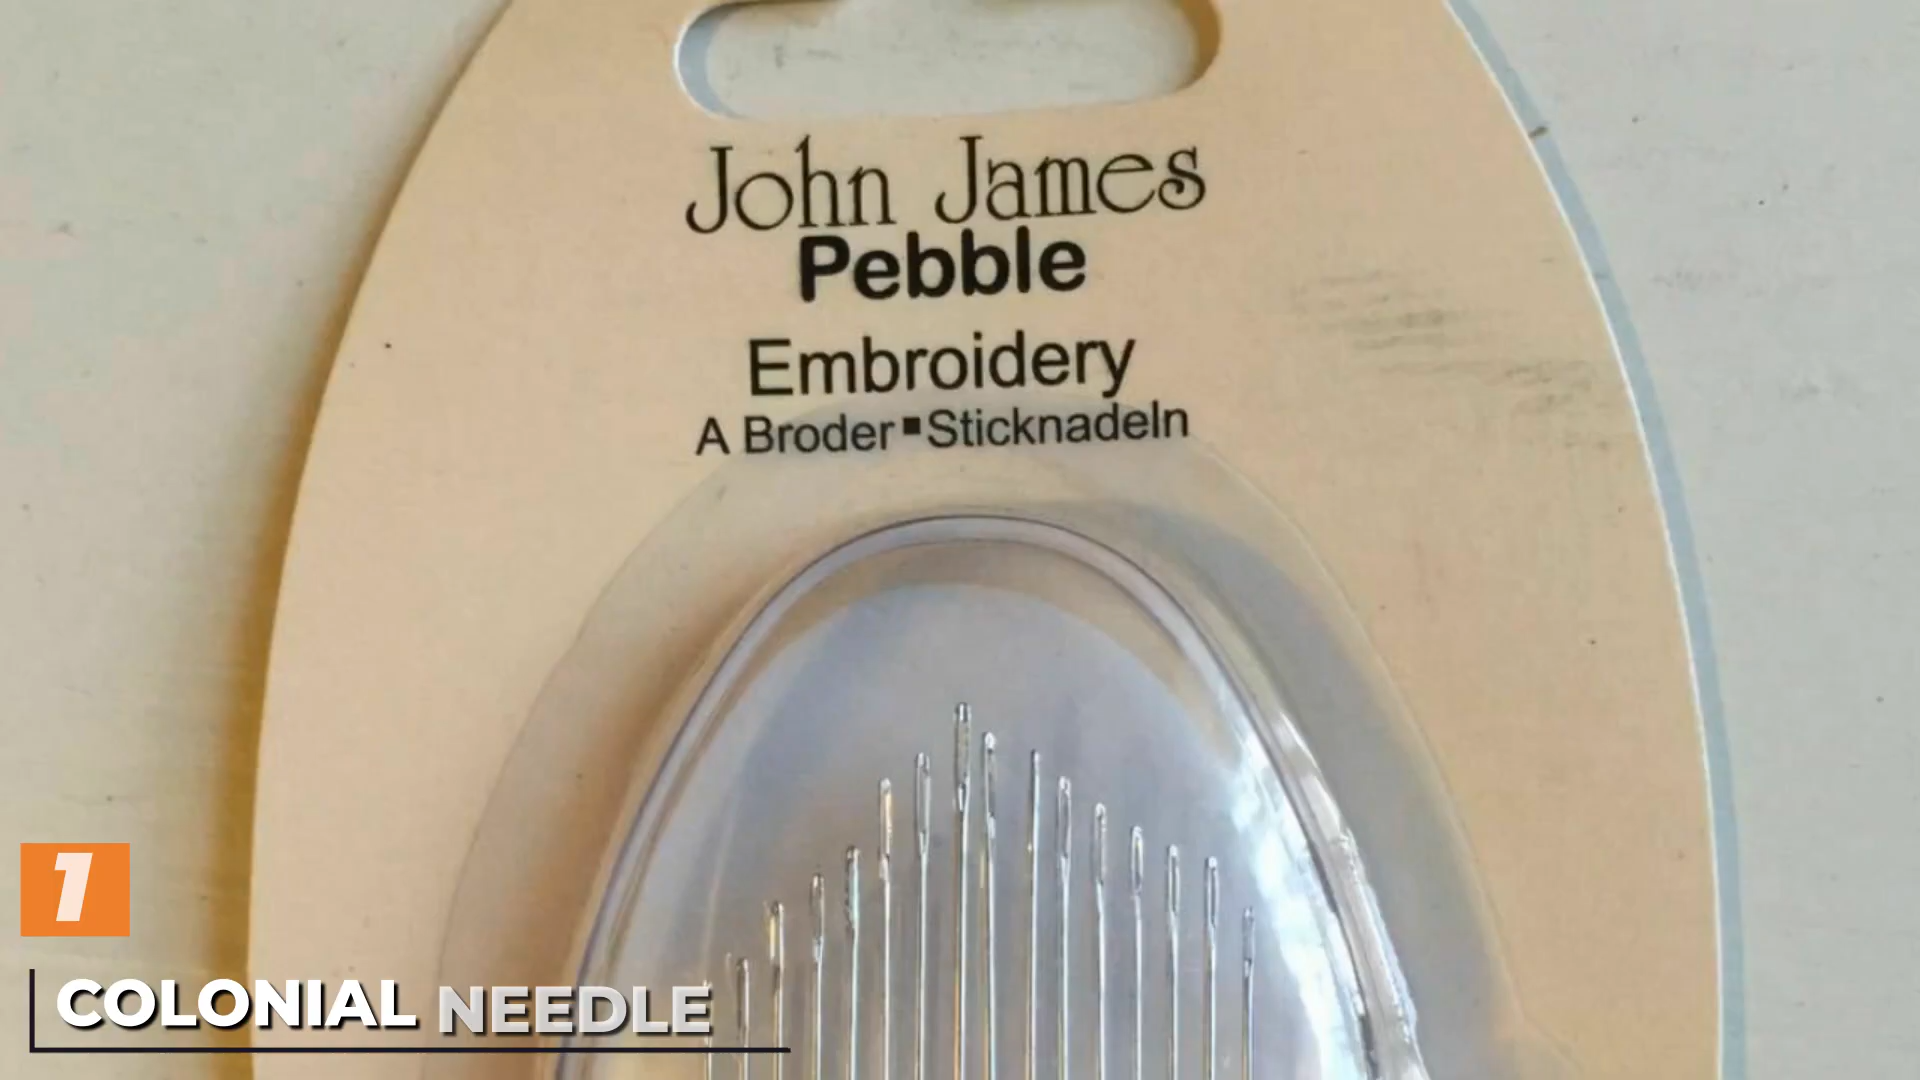 John James
Pebble
Embroidery
A Broder▪Sticknadeln
1
COLONIAL NEEDLE